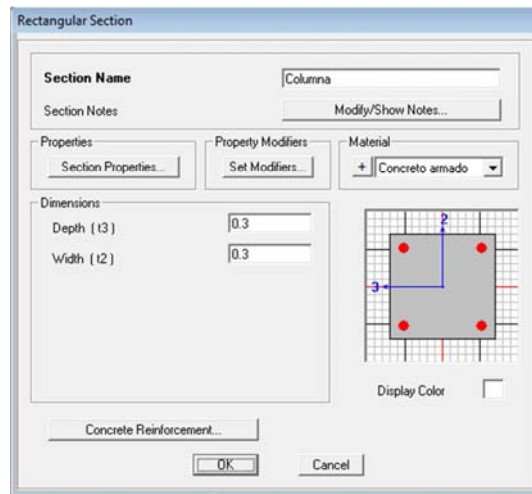 Rectangular Section
Section Name Columna
Section Notes Modify/Show Notes...
Properties Property Modifiers Material
Section Properties... Set Modifiers... + Concreto armado
Dimensions
Depth ( t3 ) 0.3
Width ( t2 ) 0.3
2
3
Display Color
Concrete Reinforcement...
OK Cancel